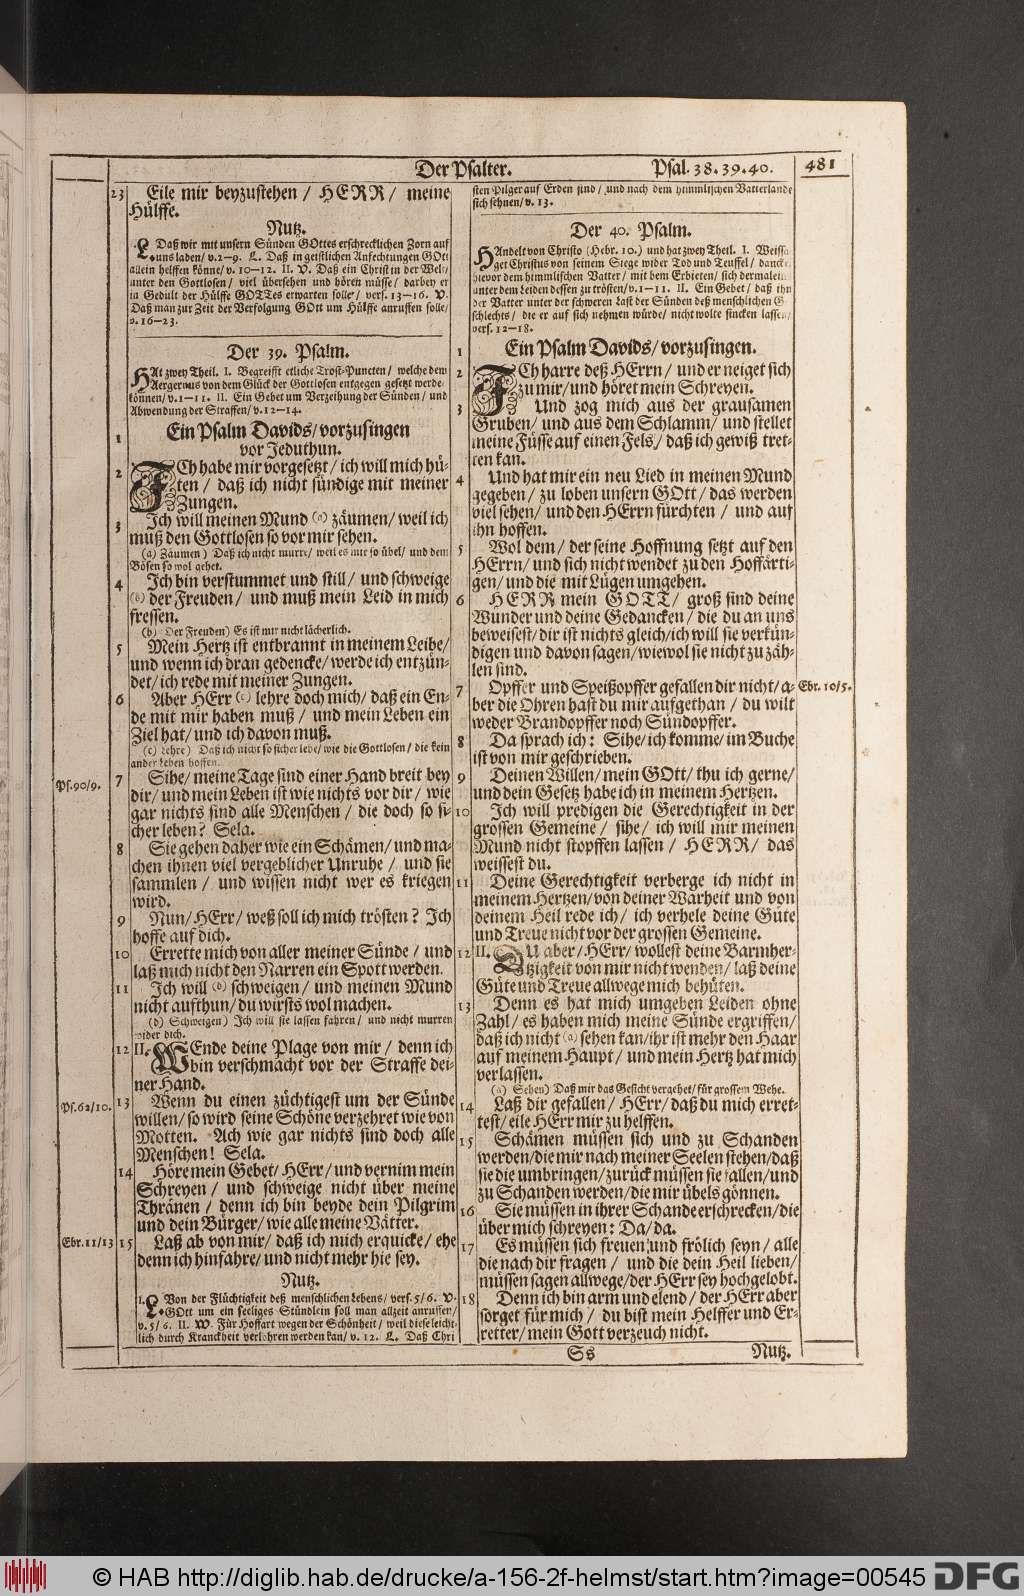 Der Psalter. Psal. 38. 39. 40. 481
23 Eile mir beyzustehen / HERR / meine
Hülffe.
Nutz.
L. Daß wir mit unsern Sünden GOttes erschrecklichen Zorn auf
uns laden / v. 2–9. L. Daß in geistlichen Anfechtungen GOtt
allein helffen könne / v. 10–12. II. V. Daß ein Christ in der Welt /
unter den Gottlosen / viel übersehen und hören müsse / darbey er
in Gedult der Hülffe GOTTes erwarten solle / vers. 13–16. V.
Daß man zur Zeit der Verfolgung GOtt um Hülffe anruffen solle /
v. 16–23.
Der 39. Psalm.
HAt zwey Theil. I. Begreifft etliche Trost-Puncten / welche dem
Aergernus von dem Glück der Gottlosen entgegen gesetzt werde
können / v. 1–11. II. Ein Gebet um Verzeihung der Sünden / und
Abwendung der Straffen / v. 12–14.
1 Ein Psalm Davids / vorzusingen
vor Jeduthun.
2 ICh habe mir vorgesetzt / ich will mich hü-
ten / daß ich nicht sündige mit meiner
Zungen.
3 Ich will meinen Mund (a) zäumen / weil ich
muß den Gottlosen so vor mir sehen.
(a) Zäumen) Daß ich nicht murre / weil es mir so übel / und dem
Bösen so wol gehet.
4 Ich bin verstummet und still / und schweige
(b) der Freuden / und muß mein Leid in mich
fressen.
(b) Der Freuden) Es ist mir nicht lächerlich.
5 Mein Hertz ist entbrannt in meinem Leibe /
und wenn ich dran gedencke / werde ich entzün-
det / ich rede mit meiner Zungen.
6 Aber HErr (c) lehre doch mich / daß ein En-
de mit mir haben muß / und mein Leben ein
Ziel hat / und ich davon muß.
(c) Lehre) Daß ich nicht so sicher lebe / wie die Gottlosen / die kein
ander Leben hoffen.
Ps. 90/9. 7 Sihe / meine Tage sind einer Hand breit bey
dir / und mein Leben ist wie nichts vor dir / wie
gar nichts sind alle Menschen / die doch so si-
cher leben? Sela.
8 Sie gehen daher wie ein Schämen / und ma-
chen ihnen viel vergeblicher Unruhe / und sie
sammlen / und wissen nicht wer es kriegen
wird.
9 Nun / HErr / weß soll ich mich trösten? Ich
hoffe auf dich.
10 Errette mich von aller meiner Sünde / und
laß mich nicht den Narren ein Spott werden.
11 Ich will (d) schweigen / und meinen Mund
nicht aufthun / du wirsts wol machen.
(d) Schweigen) Ich will sie lassen fahren / und nicht murren
wider dich.
12 II. WEnde deine Plage von mir / denn ich
bin verschmacht vor der Straffe dei-
ner Hand.
Ps. 62/10. 13 Wenn du einen züchtigest um der Sünde
willen / so wird seine Schöne verzehret wie von
Motten. Ach wie gar nichts sind doch alle
Menschen! Sela.
14 Höre mein Gebet / HErr / und vernim mein
Schreyen / und schweige nicht über meine
Thränen / denn ich bin beyde dein Pilgrim
und dein Bürger / wie alle meine Vätter.
Ebr. 11/13 15 Laß ab von mir / daß ich mich erquicke / ehe
denn ich hinfahre / und nicht mehr hie sey.
Nutz.
I. L. Von der Flüchtigkeit deß menschlichen Lebens / vers. 5/6. V.
GOtt um ein seeliges Stündlein soll man allzeit anruffen /
v. 5/6. II. W. Für Hoffart wegen der Schönheit / weil diese leicht-
lich durch Kranckheit verlohren werden kan / v. 12. L. Daß Chri
sten Pilger auf Erden sind / und nach dem himmlischen Vatterlande
sich sehnen / v. 13.
Der 40. Psalm.
HAndelt von Christo (Hebr. 10.) und hat zwey Theil. I. Weissa
get Christus von seinem Siege wider Tod und Teuffel / dancke
hievor dem himmlischen Vatter / mit dem Erbieten / sich dermalein
unter dem Leiden dessen zu trösten / v. 1–11. II. Ein Gebet / daß ihn
der Vatter unter der schweren Last der Sünden deß menschlichen G
schlechts / die er auf sich nehmen würde / nicht wolte sincken lassen /
vers. 12–18.
1 Ein Psalm Davids / vorzusingen.
2 ICh harre deß HErrn / und er neiget sich
zu mir / und höret mein Schreyen.
3 Und zog mich aus der grausamen
Gruben / und aus dem Schlamm / und stellet
meine Füsse auf einen Fels / daß ich gewiß tret-
ten kan.
4 Und hat mir ein neu Lied in meinen Mund
gegeben / zu loben unsern GOtt / das werden
viel sehen / und den HErrn fürchten / und auf
ihn hoffen.
5 Wol dem / der seine Hoffnung setzt auf den
HErrn / und sich nicht wendet zu den Hoffärti-
gen / und die mit Lügen umgehen.
6 HERR mein GOTT / groß sind deine
Wunder und deine Gedancken / die du an uns
beweisest / dir ist nichts gleich / ich will sie verkün-
digen und davon sagen / wiewol sie nicht zu zäh-
len sind.
7 Opffer und Speißopffer gefallen dir nicht / a- Ebr. 10/5.
ber die Ohren hast du mir aufgethan / du wilt
weder Brandopffer noch Sündopffer.
8 Da sprach ich: Sihe / ich komme / im Buche
ist von mir geschrieben.
9 Deinen Willen / mein GOtt / thu ich gerne /
und dein Gesetz habe ich in meinem Hertzen.
10 Ich will predigen die Gerechtigkeit in der
grossen Gemeine / sihe / ich will mir meinen
Mund nicht stopffen lassen / HERR / das
weissest du.
11 Deine Gerechtigkeit verberge ich nicht in
meinem Hertzen / von deiner Warheit und von
deinem Heil rede ich / ich verhele deine Güte
und Treue nicht vor der grossen Gemeine.
12 II. DU aber / HErr / wollest deine Barmher-
tzigkeit von mir nicht wenden / laß deine
Güte und Treue allwege mich behüten.
13 Denn es hat mich umgeben Leiden ohne
Zahl / es haben mich meine Sünde ergriffen /
daß ich nicht (a) sehen kan / ihr ist mehr den Haar
auf meinem Haupt / und mein Hertz hat mich
verlassen.
(a) Sehen) Daß mir das Gesicht vergehet / für grossem Wehe.
14 Laß dir gefallen / HErr / daß du mich erret-
test / eile HErr mir zu helffen.
15 Schämen müssen sich und zu Schanden
werden / die mir nach meiner Seelen stehen / daß
sie die umbringen / zurück müssen sie fallen / und
zu Schanden werden / die mir übels gönnen.
16 Sie müssen in ihrer Schande erschrecken / die
über mich schreyen: Da / da.
17 Es müssen sich freuen und frölich seyn / alle
die nach dir fragen / und die dein Heil lieben /
müssen sagen allwege / der HErr sey hochgelobt.
18 Denn ich bin arm und elend / der HErr aber
sorget für mich / du bist mein Helffer und Er-
retter / mein Gott verzeuch nicht.
Ss Nutz.
© HAB http://diglib.hab.de/drucke/a-156-2f-helmst/start.htm?image=00545 DFG